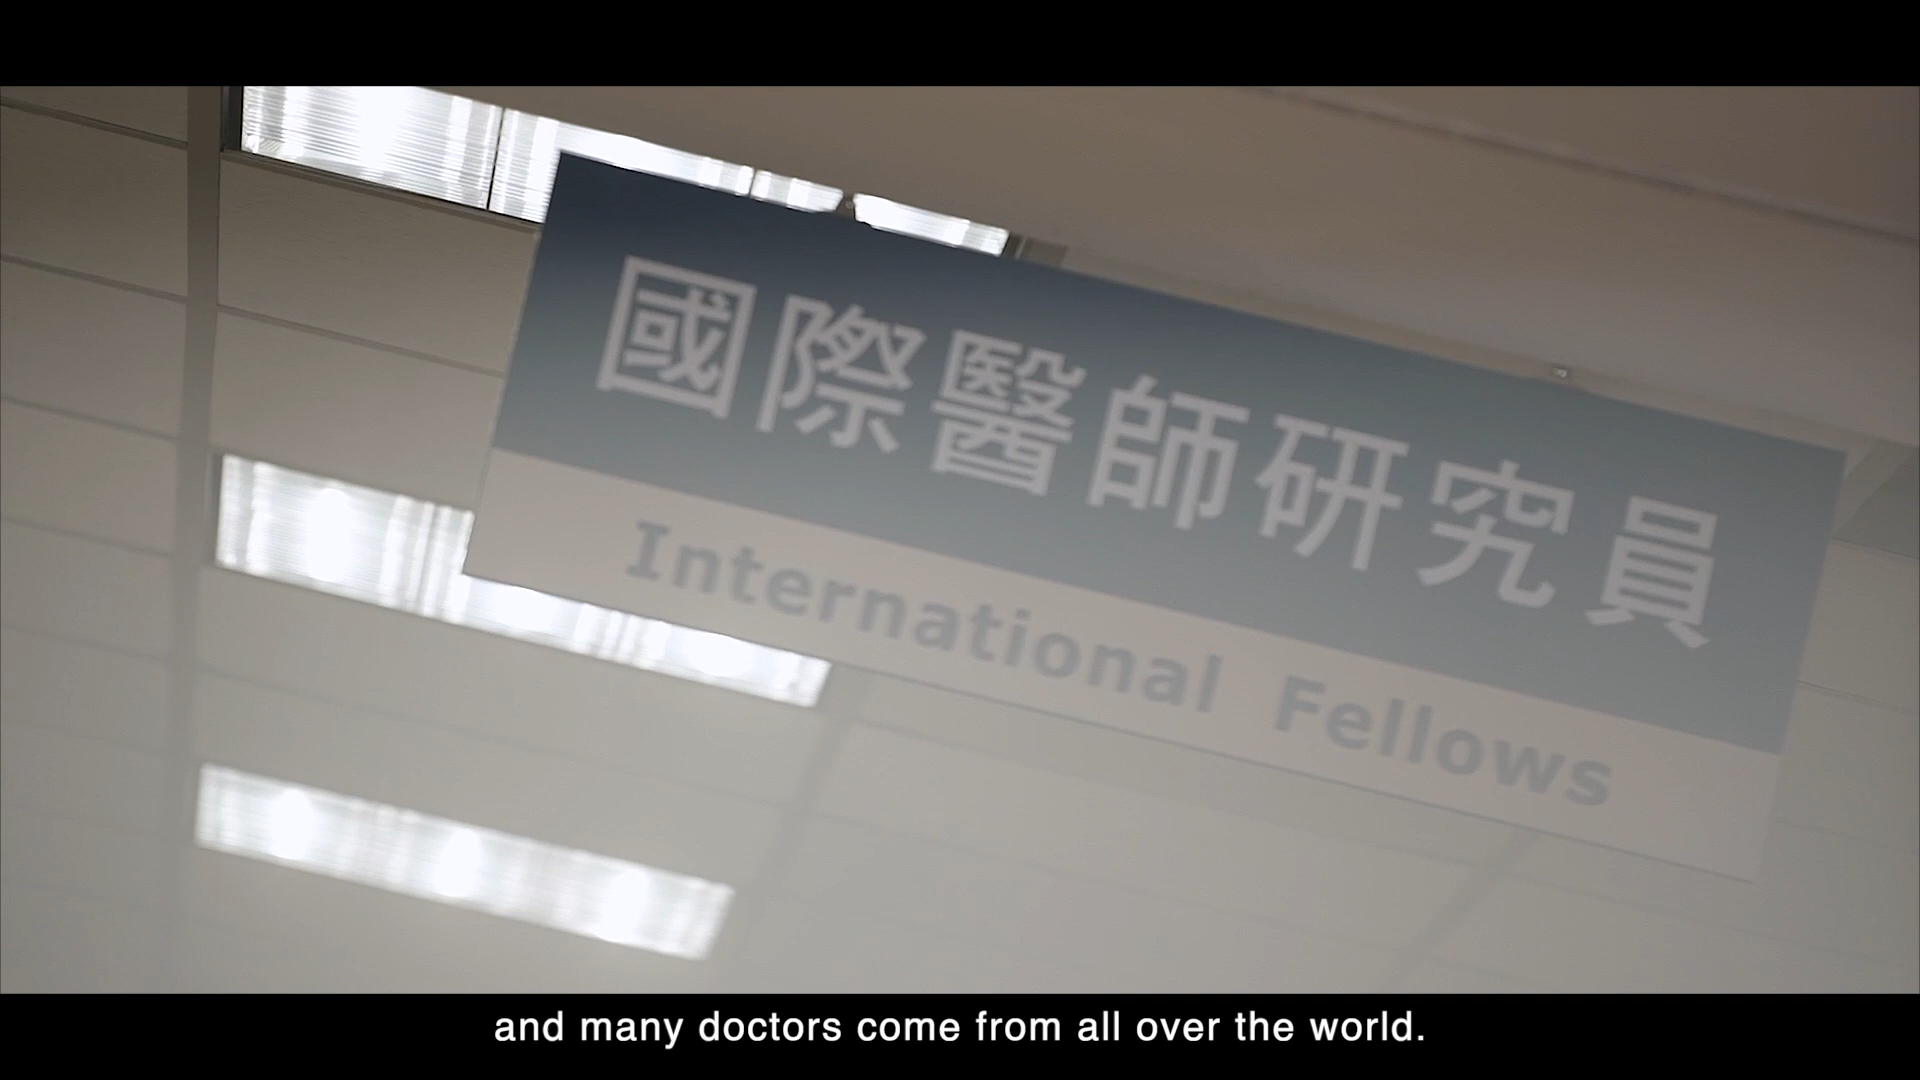 國際醫師研究員
International Fellows
and many doctors come from all over the world.